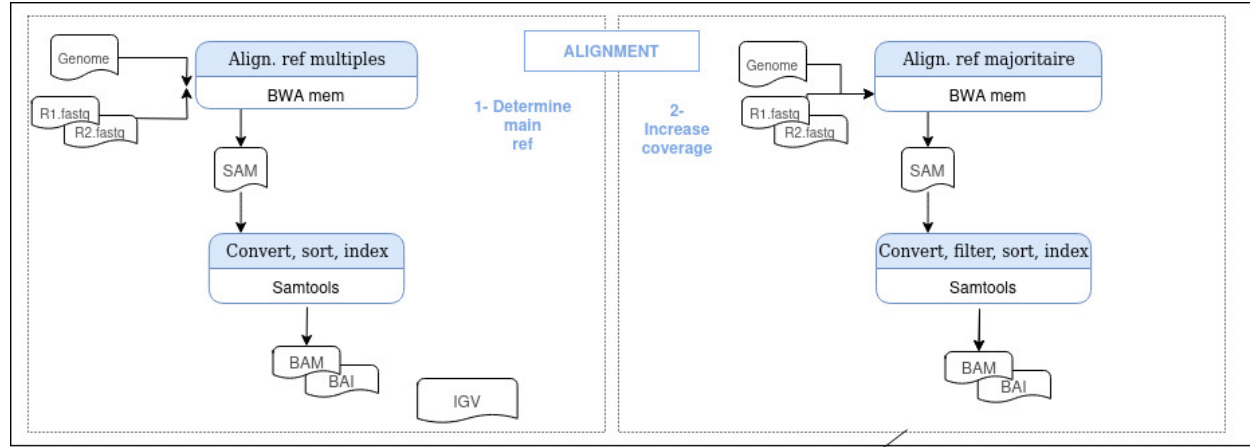 ALIGNMENT
Genome
R1.fastq
R2.fastq
Align. ref multiples
BWA mem
1- Determine
main
ref
SAM
Convert, sort, index
Samtools
BAM
BAI
IGV
2-
Increase
coverage
Genome
R1.fastq
R2.fastq
Align. ref majoritaire
BWA mem
SAM
Convert, filter, sort, index
Samtools
BAM
BAI